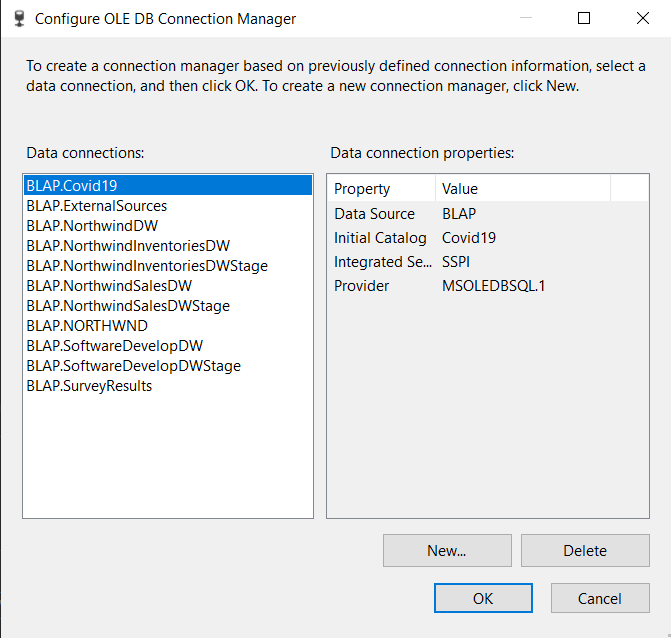 Configure OLE DB Connection Manager
To create a connection manager based on previously defined connection information, select a
data connection, and then click OK. To create a new connection manager, click New.
Data connections:
BLAP.Covid19
BLAP.ExternalSources
BLAP.NorthwindDW
BLAP.NorthwindInventoriesDW
BLAP.NorthwindInventoriesDWStage
BLAP.NorthwindSalesDW
BLAP.NorthwindSalesDWStage
BLAP.NORTHWND
BLAP.SoftwareDevelopDW
BLAP.SoftwareDevelopDWStage
BLAP.SurveyResults
Data connection properties:
Property Value
Data Source BLAP
Initial Catalog Covid19
Integrated Se... SSPI
Provider MSOLEDBSQL.1
New... Delete
OK Cancel